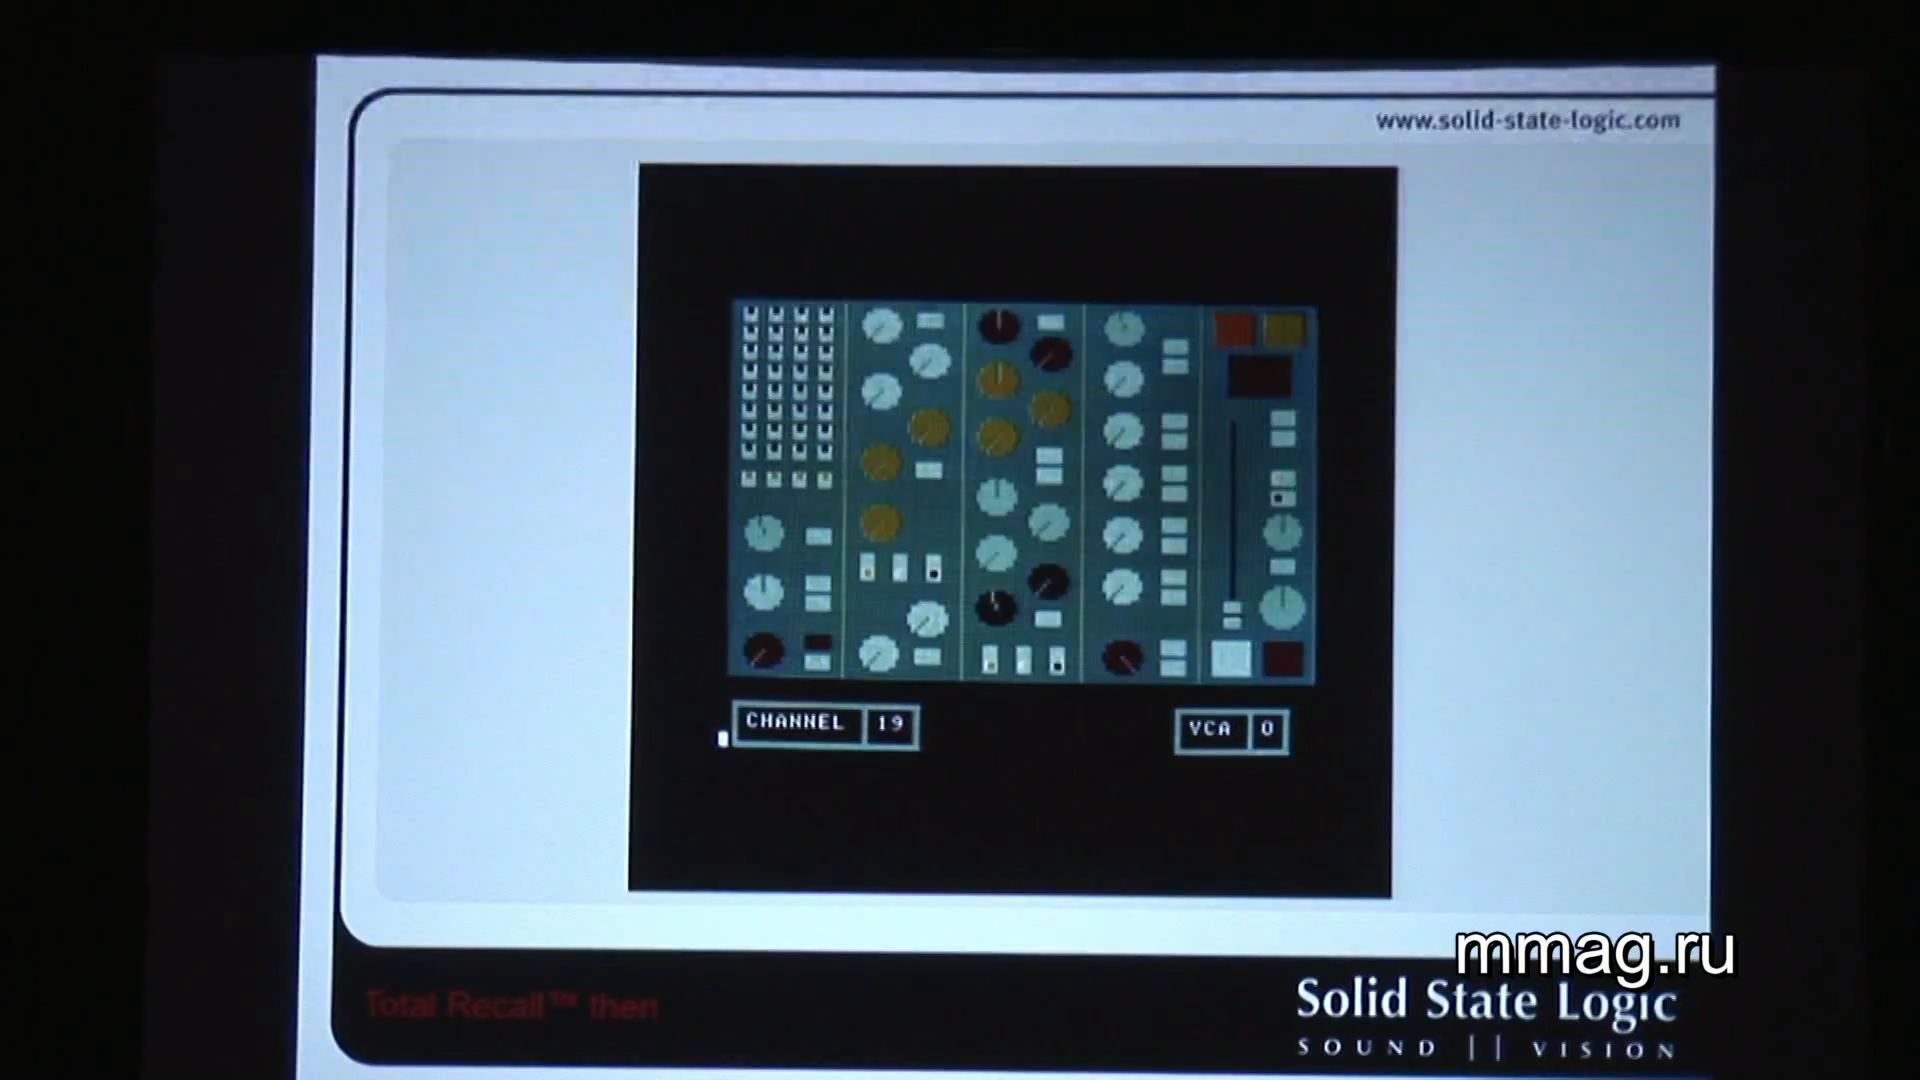 www.solid-state-logic.com
CHANNEL 19
VCA 0
mmag.ru
Total Recall™ then
Solid State Logic
SOUND || VISION